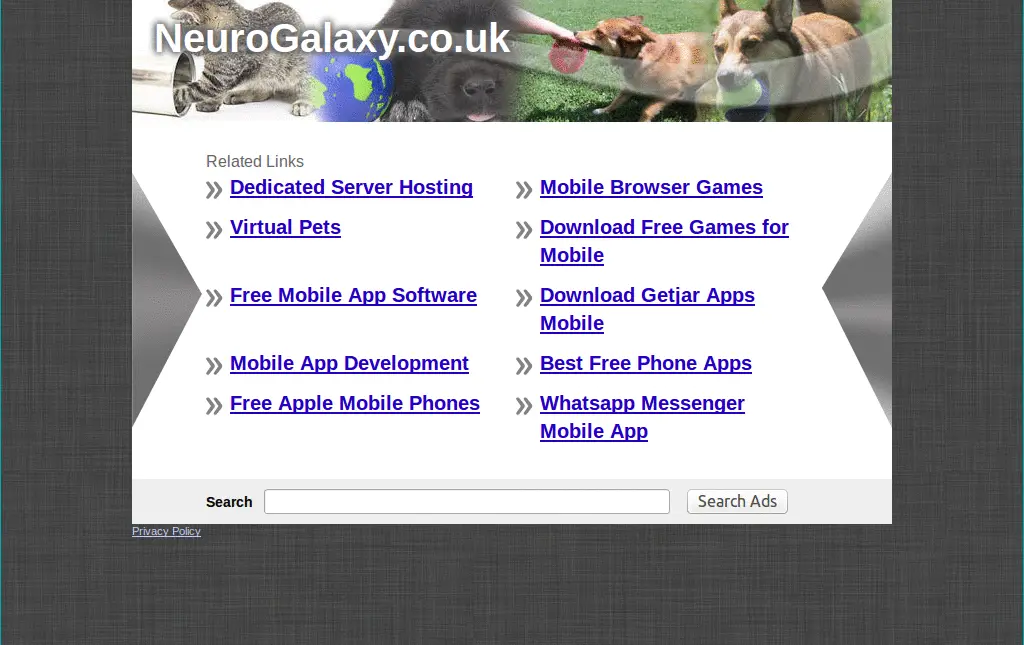 NeuroGalaxy.co.uk
Related Links
Dedicated Server Hosting
Mobile Browser Games
Virtual Pets
Download Free Games for
Mobile
Free Mobile App Software
Download Getjar Apps
Mobile
Mobile App Development
Best Free Phone Apps
Free Apple Mobile Phones
Whatsapp Messenger
Mobile App
Search
Search Ads
Privacy Policy